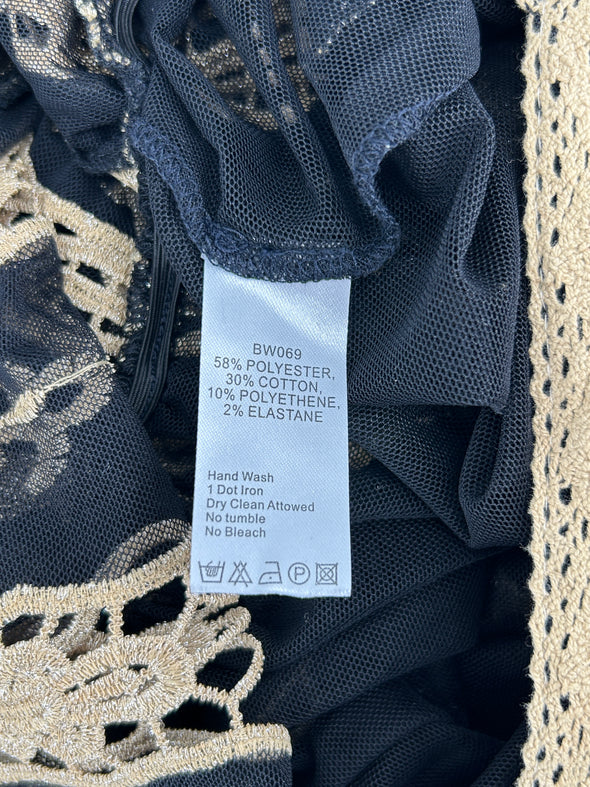 BW069
58% POLYESTER,
30% COTTON,
10% POLYETHENE,
2% ELASTANE
Hand Wash
1 Dot Iron
Dry Clean Attowed
No tumble
No Bleach
P